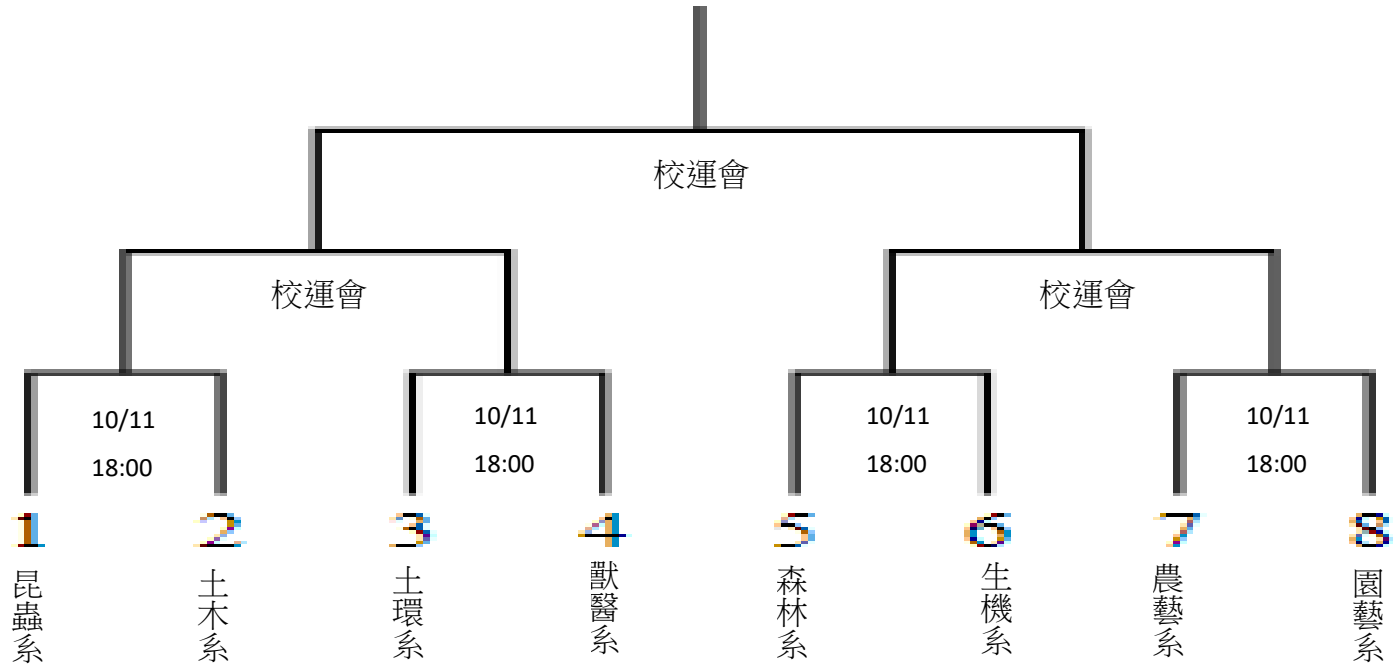 校運會
校運會
校運會
10/11
18:00
10/11
18:00
10/11
18:00
10/11
18:00
1
2
3
4
5
6
7
8
昆蟲系
土木系
土環系
獸醫系
森林系
生機系
農藝系
園藝系